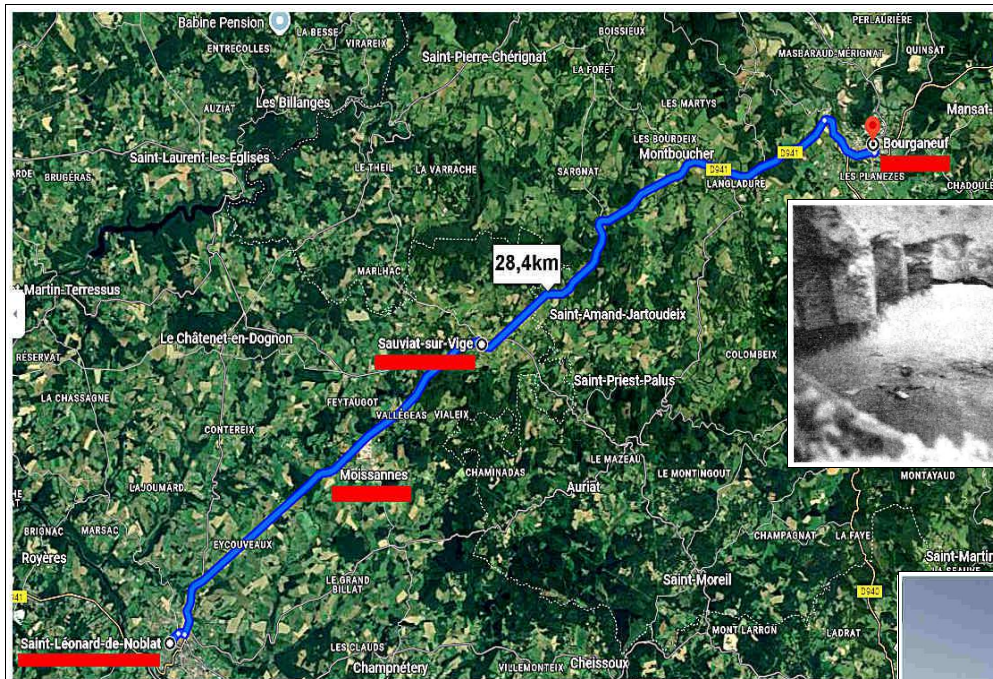 Babine Pension
LA BESSE
ENTRECOLLES
VIRAREIX
Saint-Pierre-Chérignat
BOISSIEUX
LA FORÊT
PERLAURIÈRE
MASBARAUD-MÉRIGNAT
QUINSAT
Mansat-
AUZIAT
Les Billanges
LES MARTYS
LES BOURDEIX
Montboucher
D941
D941
Bourganeuf
LES PLANEZES
CHADOULE
LANGLADURE
Saint-Laurent-les-Églises
ARDE
BRUGERAS
LE THEIL
LA VARRACHE
SARGNAT
28,4km
MARLHAC
t-Martin-Terressus
Saint-Amand-Jartoudeix
Le Châtenet-en-Dognon
Sauviat-sur-Vige
RÉSERVAT
COLOMBEIX
Saint-Priest-Palus
LA CHASSAGNE
FEYTAUGOT
VALLÉGEAS
VIALEIX
CONTEREIX
LE MAZEAU
LE MONTINGOUT
MONTAYAUD
Moissannes
CHAMINADAS
Auriat
LAJOUMARD
BRIGNAC
MARSAC
EYCOUVEAUX
CHAMPAGNAT
LA FAYE
Royères
Saint-Martin
LE GRAND
BILLAT
Saint-Moreil
D940
41
Saint-Léonard-de-Noblat
MONT LARRON
LADRAT
LES CLAUDS
Champnétery
VILLEMONTEIX
Cheissoux